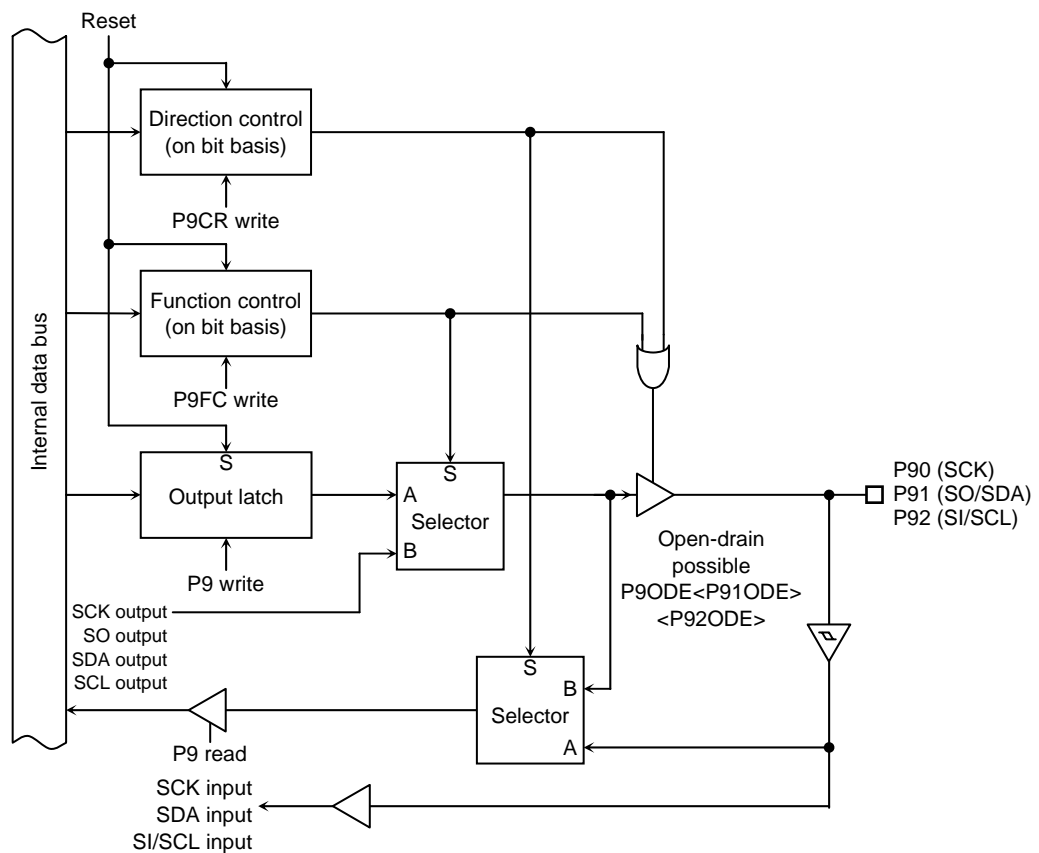 Reset
Direction control
(on bit basis)
P9CR write
Function control
(on bit basis)
P9FC write
Internal data bus
S
Output latch
P9 write
S
A
Selector
B
P90 (SCK)
P91 (SO/SDA)
P92 (SI/SCL)
Open-drain
possible
P9ODE<P91ODE>
<P92ODE>
SCK output
SO output
SDA output
SCL output
S
B
Selector
A
P9 read
SCK input
SDA input
SI/SCL input